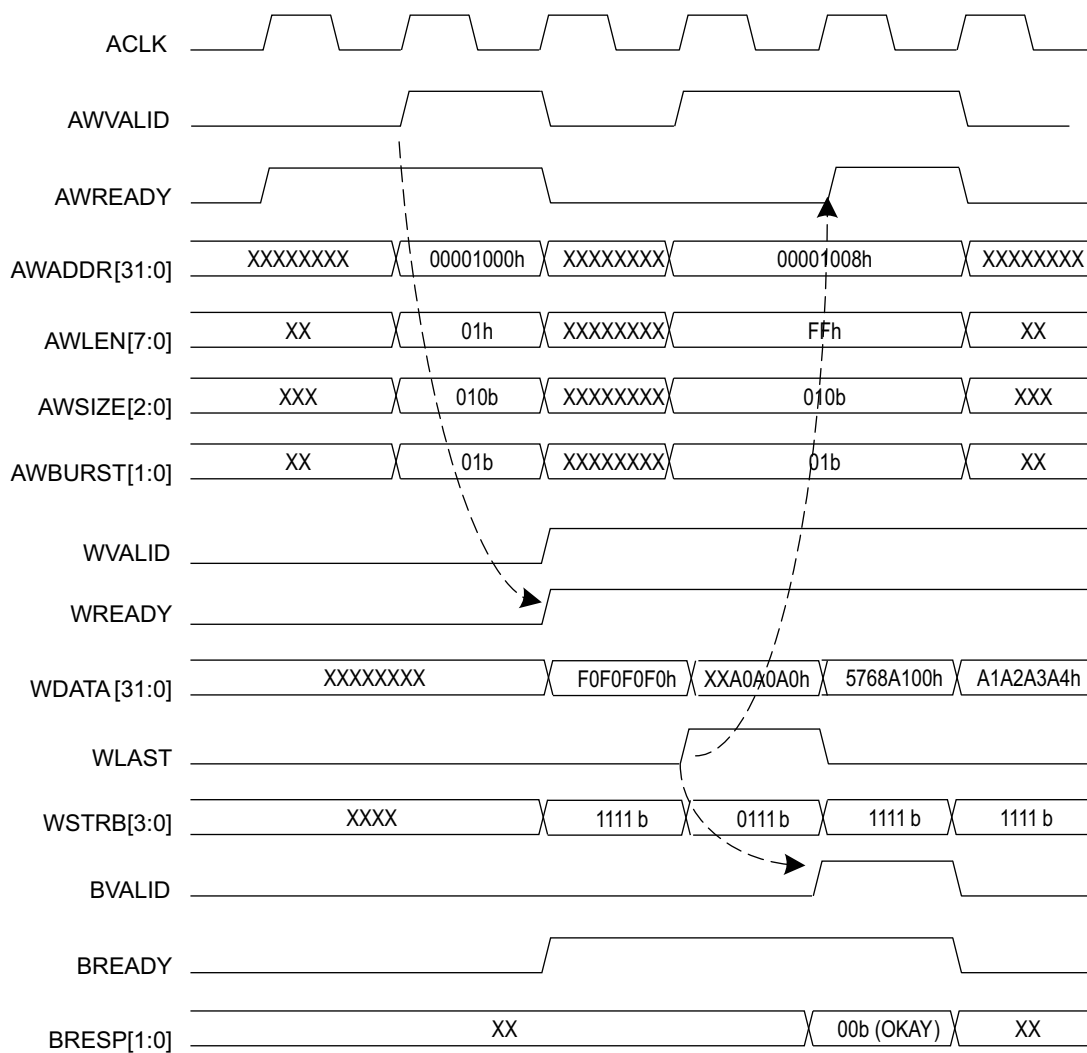 ACLK
AWVALID
AWREADY
AWADDR[31:0] XXXXXXXX 00001000h XXXXXXXX 00001008h XXXXXXXX
AWLEN[7:0] XX 01h XXXXXXXX FFh XX
AWSIZE[2:0] XXX 010b XXXXXXXX 010b XXX
AWBURST[1:0] XX 01b XXXXXXXX 01b XX
WVALID
WREADY
WDATA[31:0] XXXXXXXX F0F0F0F0h XXA0A0A0h 5768A100h A1A2A3A4h
WLAST
WSTRB[3:0] XXXX 1111 b 0111 b 1111 b 1111 b
BVALID
BREADY
BRESP[1:0] XX 00b (OKAY) XX